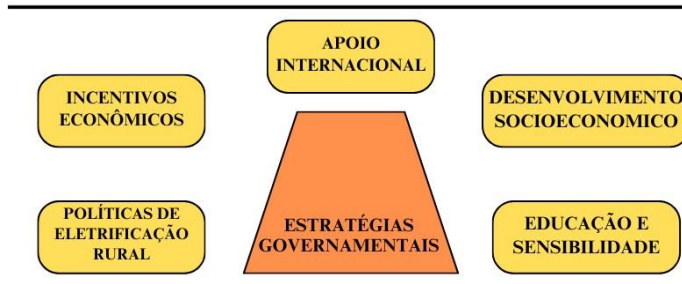 APOIO
INTERNACIONAL
INCENTIVOS
ECONÔMICOS
DESENVOLVIMENTO
SOCIOECONOMICO
POLÍTICAS DE
ELETRIFICAÇÃO
RURAL
ESTRATÉGIAS
GOVERNAMENTAIS
EDUCAÇÃO E
SENSIBILIDADE